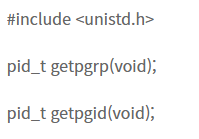 #include <unistd.h>
pid_t getpgrp(void);
pid_t getpgid(void);